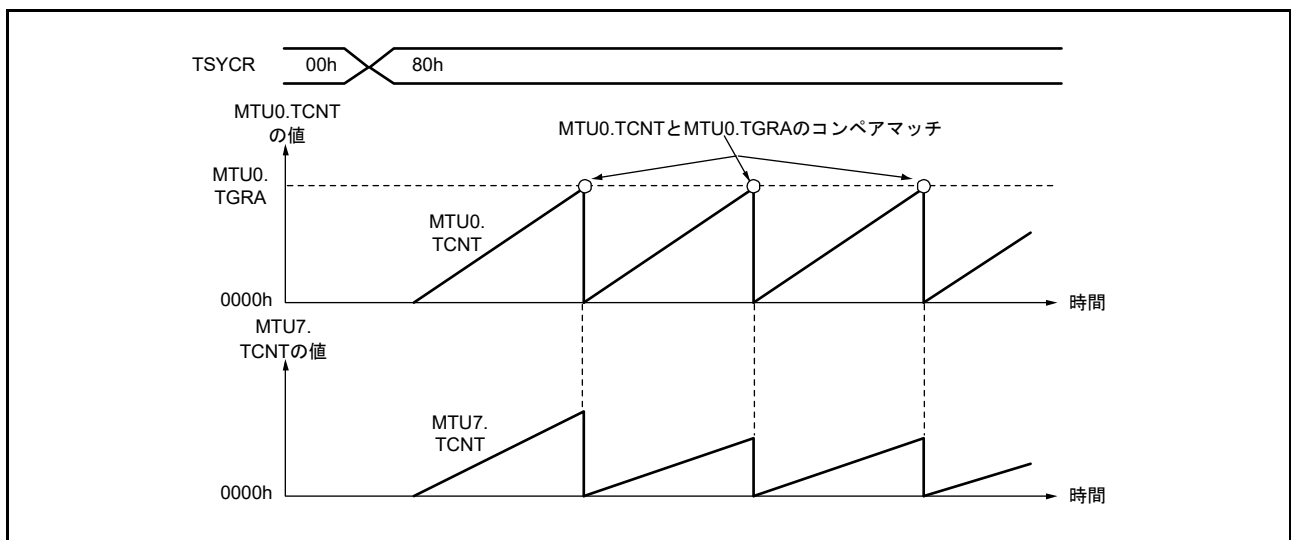 TSYCR 00h 80h
MTU0.TCNT
の値
MTU0.TCNTとMTU0.TGRAのコンペアマッチ
MTU0.
TGRA
MTU0.
TCNT
0000h
時間
MTU7.
TCNTの値
MTU7.
TCNT
0000h
時間